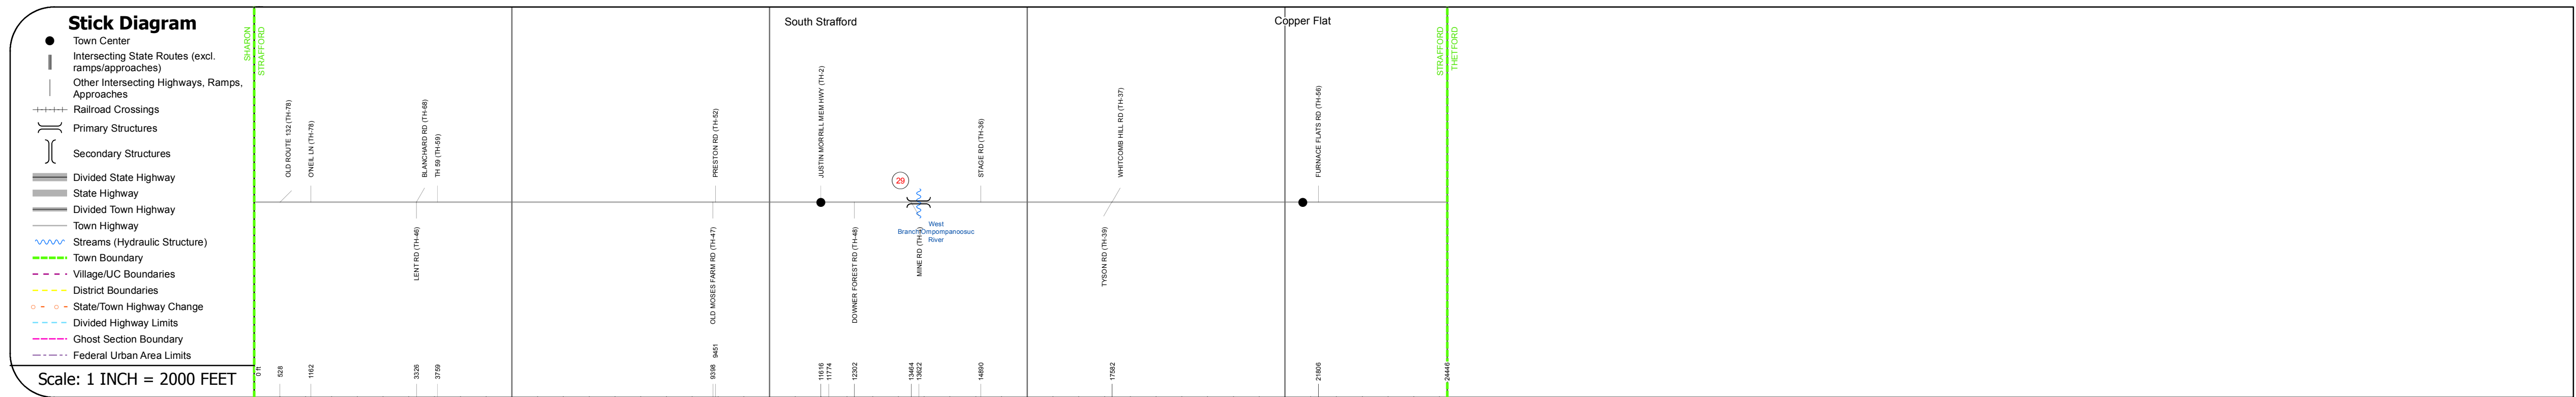 Stick Diagram
Town Center
Intersecting State Routes (excl.
ramps/approaches)
Other Intersecting Highways, Ramps,
Approaches
Railroad Crossings
Primary Structures
Secondary Structures
Divided State Highway
State Highway
Divided Town Highway
Town Highway
Streams (Hydraulic Structure)
Town Boundary
Village/UC Boundaries
District Boundaries
State/Town Highway Change
Divided Highway Limits
Ghost Section Boundary
Federal Urban Area Limits
Scale: 1 INCH = 2000 FEET
SHARON
STRAFFORD
South Strafford
Copper Flat
STRAFFORD
THETFORD
OLD ROUTE 132 (TH-78)
O'NEIL LN (TH-78)
BLANCHARD RD (TH-68)
TH 59 (TH-59)
PRESTON RD (TH-52)
JUSTIN MORRILL MEM HWY (TH-2)
29
STAGE RD (TH-36)
WHITCOMB HILL RD (TH-37)
FURNACE FLATS RD (TH-56)
LENT RD (TH-46)
OLD MOSES FARM RD (TH-47)
DOWNER FOREST RD (TH-48)
West
Branch Ompompanoosuc
River
MINE RD
TYSON RD (TH-39)
0 ft
528
1162
3326
3759
9398
9451
11616
11774
12302
13464
13622
14890
17582
21806
24446